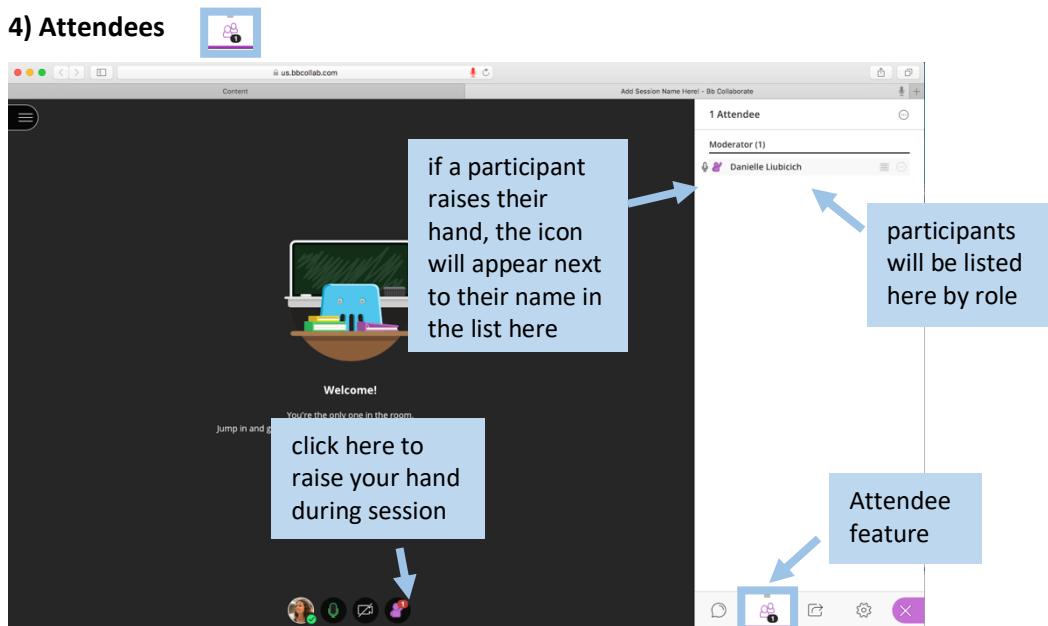 4) Attendees
1
us.bbcollab.com
Content
Add Session Name Here! - Bb Collaborate
1 Attendee
Moderator (1)
Danielle Liubicich
if a participant
raises their
hand, the icon
will appear next
to their name in
the list here
participants
will be listed
here by role
Welcome!
You're the only one in the room.
Jump in and g
click here to
raise your hand
during session
Attendee
feature
1
1